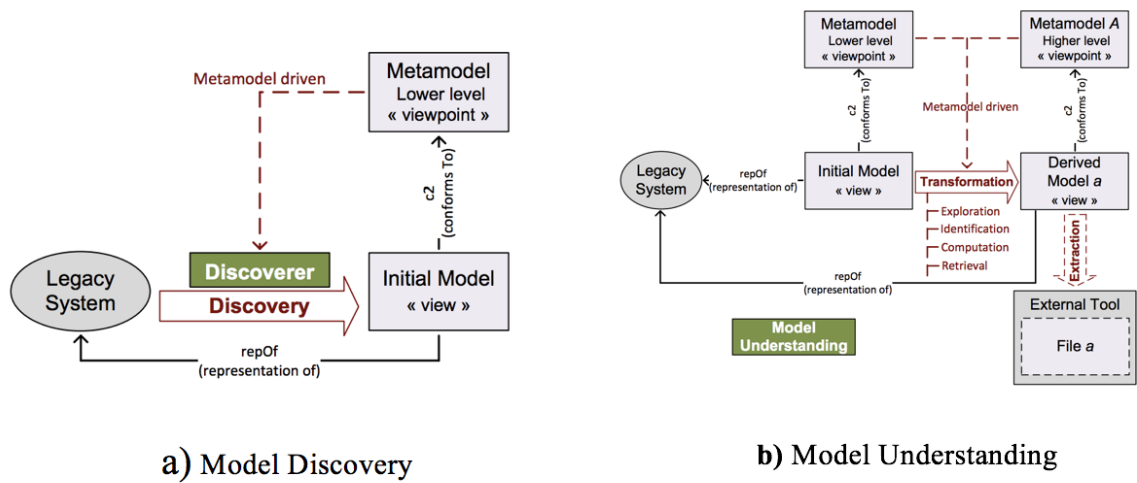 Metamodel
Lower level
« viewpoint »
Metamodel driven
c2
(conforms To)
Discoverer
Discovery
Legacy
System
Initial Model
« view »
repOf
(representation of)
a) Model Discovery
Metamodel
Lower level
« viewpoint »
Metamodel A
Higher level
« viewpoint »
c2
(conforms To)
Metamodel driven
c2
(conforms To)
Legacy
System
repOf
(representation of)
Initial Model
« view »
Transformation
Exploration
Identification
Computation
Retrieval
Derived
Model a
« view »
Extraction
repOf
(representation of)
External Tool
File a
Model
Understanding
b) Model Understanding